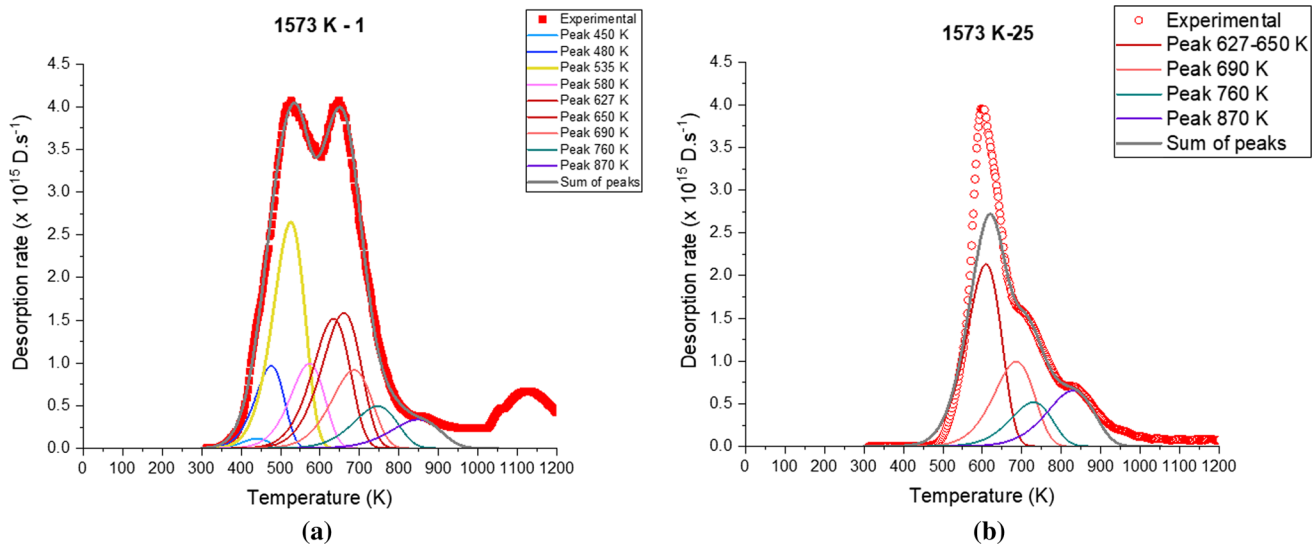 1573 K - 1
Experimental
Peak 450 K
Peak 480 K
Peak 535 K
Peak 580 K
Peak 627 K
Peak 650 K
Peak 690 K
Peak 760 K
Peak 870 K
Sum of peaks
Desorption rate (x 10¹⁵ D.s⁻¹)
4.5
4.0
3.5
3.0
2.5
2.0
1.5
1.0
0.5
0.0
0 100 200 300 400 500 600 700 800 900 1000 1100 1200
Temperature (K)
(a)
1573 K-25
Experimental
Peak 627-650 K
Peak 690 K
Peak 760 K
Peak 870 K
Sum of peaks
Desorption rate (x 10¹⁵ D.s⁻¹)
4.5
4.0
3.5
3.0
2.5
2.0
1.5
1.0
0.5
0.0
0 100 200 300 400 500 600 700 800 900 1000 1100 1200
Temperature (K)
(b)